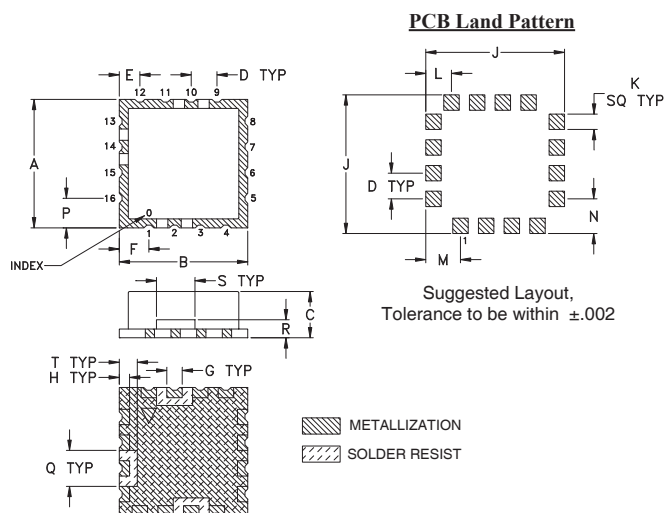 PCB Land Pattern
E
D TYP
12 11 10 9
13
14
15
16
8
7
6
5
A
P
0
1 2 3 4
F
B
INDEX
J
L
K
SQ TYP
J
D TYP
N
M
1
Suggested Layout,
Tolerance to be within ±.002
S TYP
C
R
T TYP
H TYP
G TYP
Q TYP
METALLIZATION
SOLDER RESIST